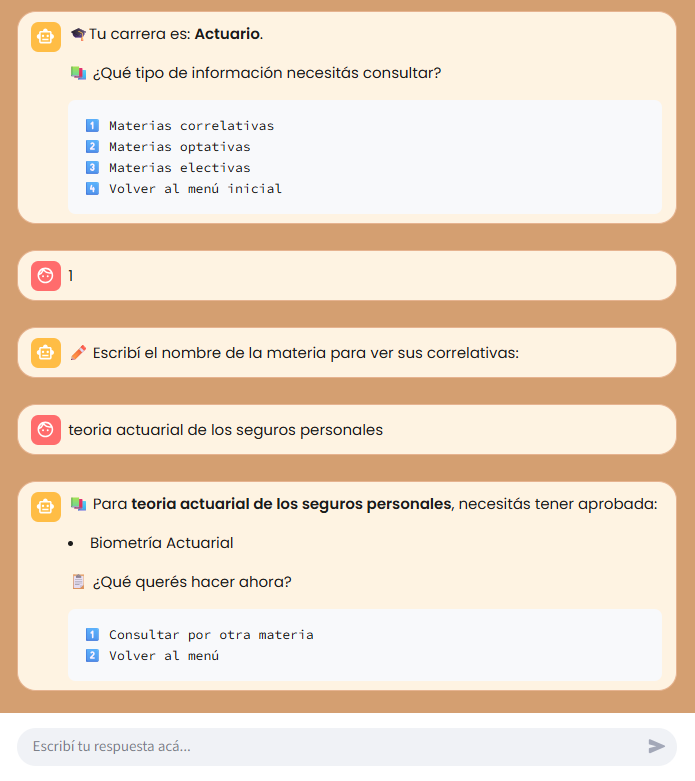 🎓Tu carrera es: Actuario.
📚 ¿Qué tipo de información necesitás consultar?
1️⃣ Materias correlativas
2️⃣ Materias optativas
3️⃣ Materias electivas
4️⃣ Volver al menú inicial
1
✏️ Escribí el nombre de la materia para ver sus correlativas:
teoria actuarial de los seguros personales
📚 Para teoria actuarial de los seguros personales, necesitás tener aprobada:
• Biometría Actuarial
📋 ¿Qué querés hacer ahora?
1️⃣ Consultar por otra materia
2️⃣ Volver al menú
Escribí tu respuesta acá...